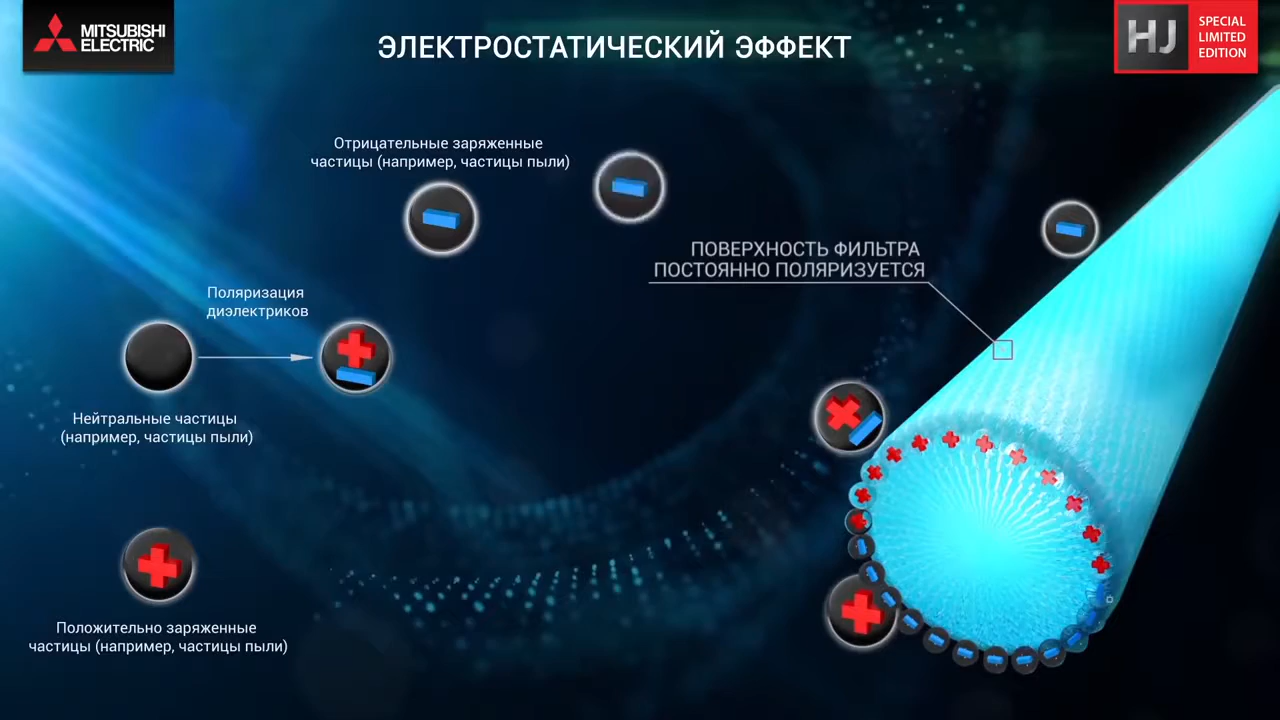 MITSUBISHI
ELECTRIC
ЭЛЕКТРОСТАТИЧЕСКИЙ ЭФФЕКТ
HJ
SPECIAL
LIMITED
EDITION
Отрицательные заряженные
частицы (например, частицы пыли)
ПОВЕРХНОСТЬ ФИЛЬТРА
ПОСТОЯННО ПОЛЯРИЗУЕТСЯ
Поляризация
диэлектриков
Нейтральные частицы
(например, частицы пыли)
Положительно заряженные
частицы (например, частицы пыли)